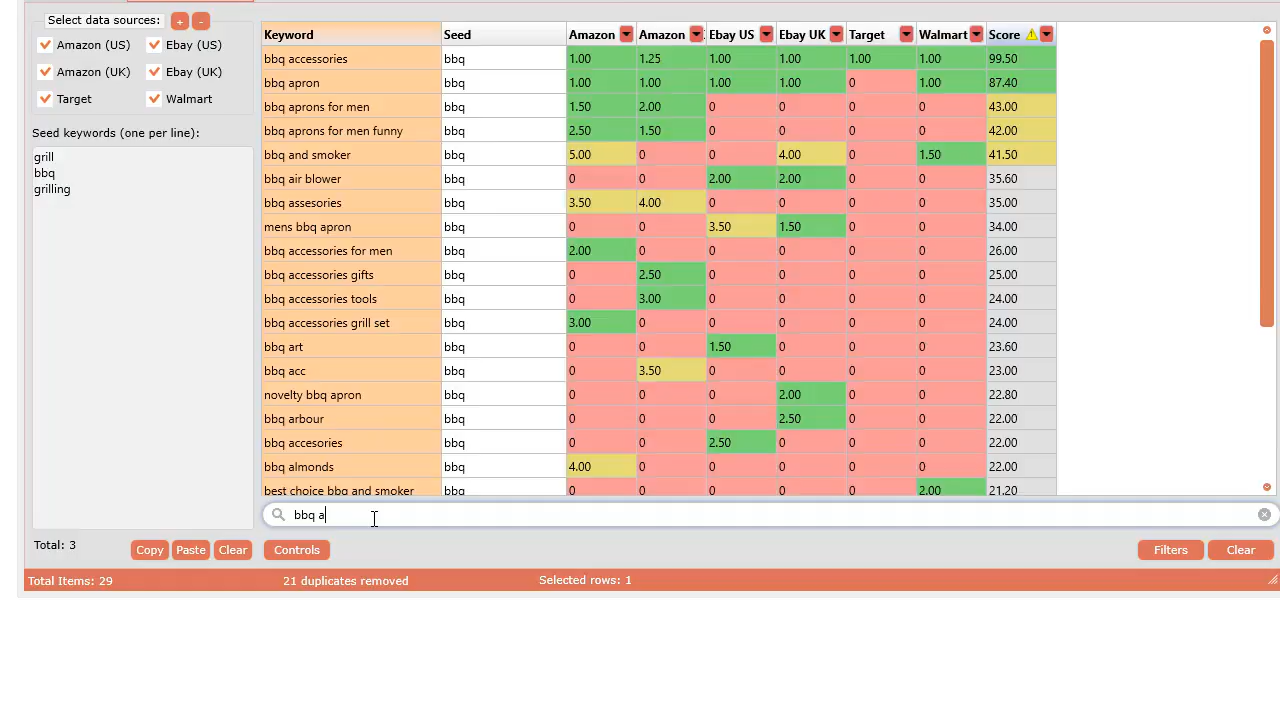 Select data sources: + -
Amazon (US) Ebay (US)
Amazon (UK) Ebay (UK)
Target Walmart
Seed keywords (one per line):
grill
bbq
grilling
Total: 3
Copy Paste Clear
Keyword Seed Amazon Amazon Ebay US Ebay UK Target Walmart Score
bbq accessories bbq 1.00 1.25 1.00 1.00 1.00 1.00 99.50
bbq apron bbq 1.00 1.00 1.00 1.00 0 1.00 87.40
bbq aprons for men bbq 1.50 2.00 0 0 0 0 43.00
bbq aprons for men funny bbq 2.50 1.50 0 0 0 0 42.00
bbq and smoker bbq 5.00 0 0 4.00 0 1.50 41.50
bbq air blower bbq 0 0 2.00 2.00 0 0 35.60
bbq assesories bbq 3.50 4.00 0 0 0 0 35.00
mens bbq apron bbq 0 0 3.50 1.50 0 0 34.00
bbq accessories for men bbq 2.00 0 0 0 0 0 26.00
bbq accessories gifts bbq 0 2.50 0 0 0 0 25.00
bbq accessories tools bbq 0 3.00 0 0 0 0 24.00
bbq accessories grill set bbq 3.00 0 0 0 0 0 24.00
bbq art bbq 0 0 1.50 0 0 0 23.60
bbq acc bbq 0 3.50 0 0 0 0 23.00
novelty bbq apron bbq 0 0 0 2.00 0 0 22.80
bbq arbour bbq 0 0 0 2.50 0 0 22.00
bbq accesories bbq 0 0 2.50 0 0 0 22.00
bbq almonds bbq 4.00 0 0 0 0 0 22.00
best choice bbq and smoker bbq 0 0 0 0 0 2.00 21.20
bbq a
Controls Filters Clear
Total Items: 29 21 duplicates removed Selected rows: 1